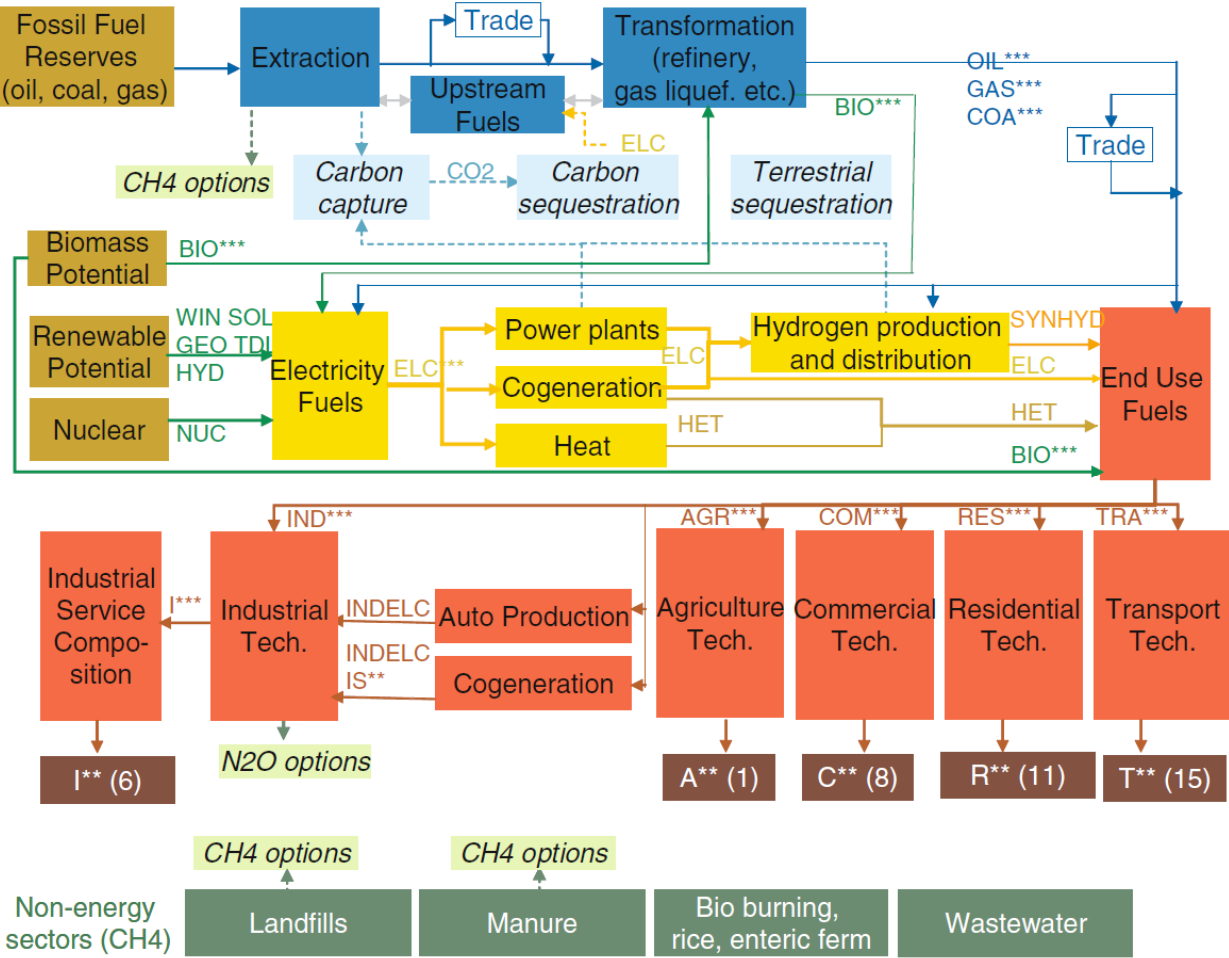 Fossil Fuel
Reserves
(oil, coal, gas)
Extraction
Trade
Transformation
(refinery,
gas liquef. etc.)
Upstream
Fuels
OIL***
GAS***
COA***
BIO***
Trade
ELC
CH4 options
Carbon
capture
CO2
Carbon
sequestration
Terrestrial
sequestration
Biomass
Potential
BIO***
Renewable
Potential
WIN SOL
GEO TDL
HYD
Nuclear
NUC
Electricity
Fuels
ELC***
Power plants
Cogeneration
Heat
ELC
HET
Hydrogen production
and distribution
SYNHYD
ELC
HET
BIO***
End Use
Fuels
IND***
AGR***
COM***
RES***
TRA***
Industrial
Service
Compo-
sition
I***
Industrial
Tech.
INDELC
Auto Production
INDELC
IS**
Cogeneration
Agriculture
Tech.
Commercial
Tech.
Residential
Tech.
Transport
Tech.
I** (6)
N2O options
A** (1)
C** (8)
R** (11)
T** (15)
CH4 options
CH4 options
Non-energy
sectors (CH4)
Landfills
Manure
Bio burning,
rice, enteric ferm
Wastewater